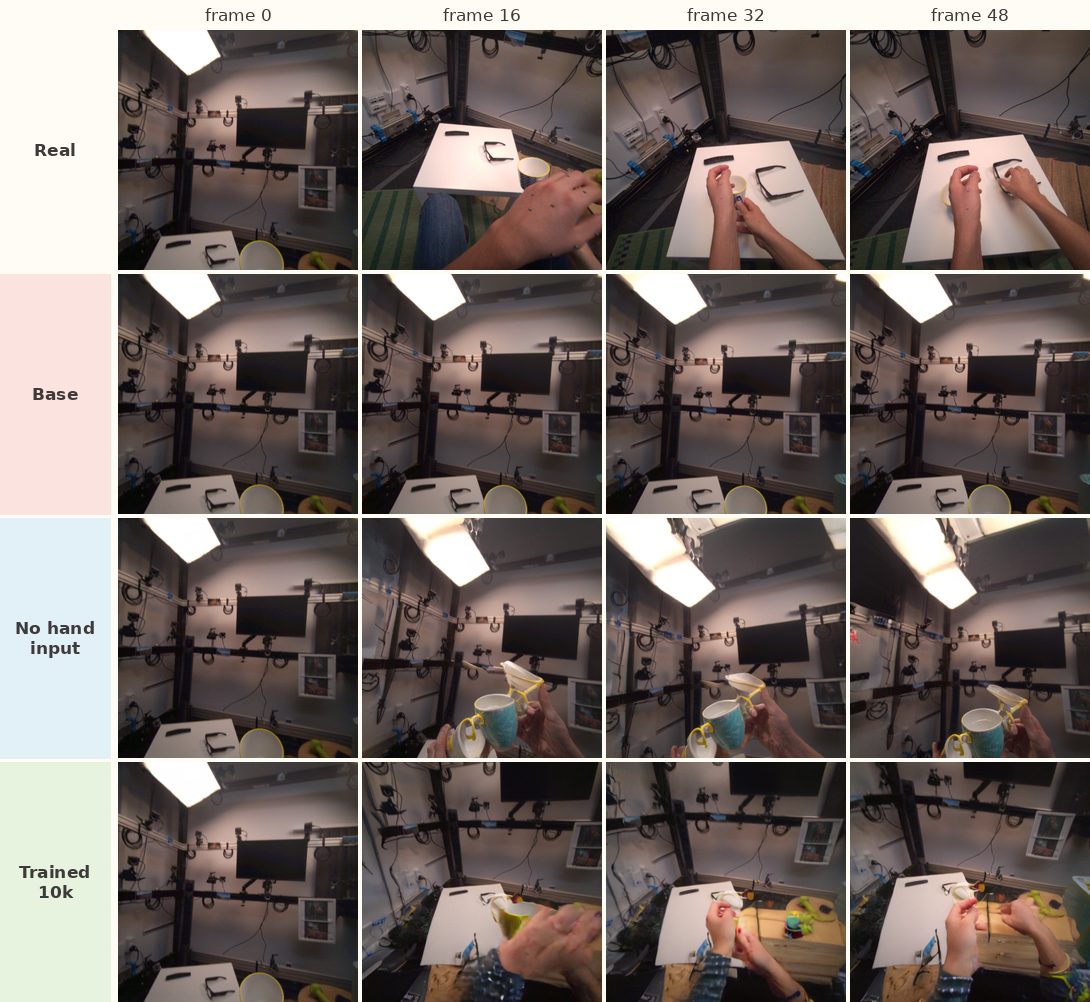 frame 0
frame 16
frame 32
frame 48
Real
Base
No hand
input
Trained
10k